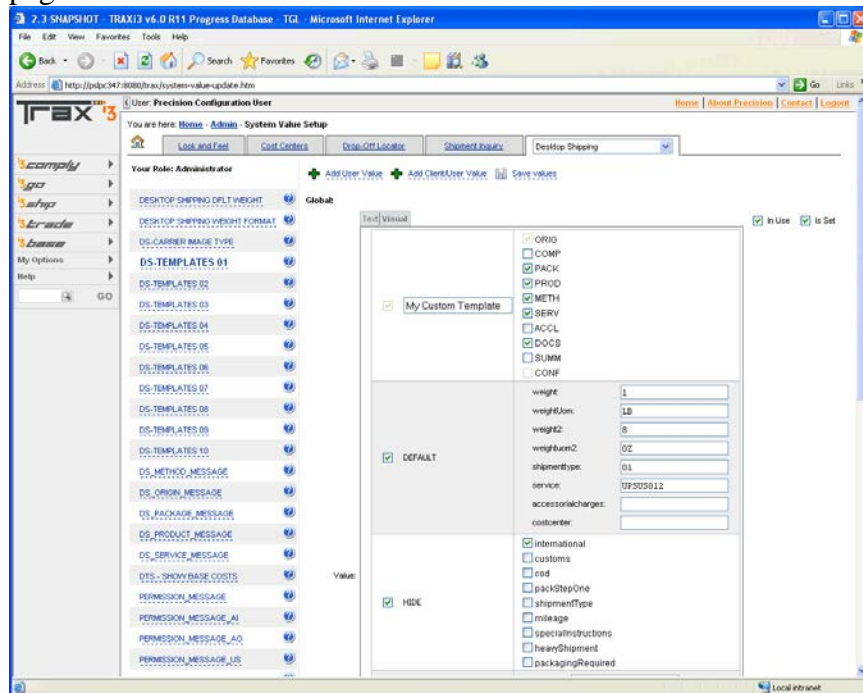 2.3-SNAPSHOT - TRAXi3 v6.0 R11 Progress Database - TGL - Microsoft Internet Explorer
File Edit View Favorites Tools Help
Back Search Favorites
Address http://pdpc347:8080/trax/system-value-update.htm Go Links
Trax i3
User: Precision Configuration User
Home | About Precision | Contact | Logout
You are here: Home - Admin - System Value Setup
Look and Feel Cost Centers Drop-Off Locator Shipment Inquiry Desktop Shipping
i3comply
i3go
i3ship
i3trade
i3base
My Options
Help
GO
Your Role: Administrator
Add User Value Add Client/User Value Save values
DESKTOP SHIPPING DFLT WEIGHT
DESKTOP SHIPPING WEIGHT FORMAT
DS-CARRIER IMAGE TYPE
DS-TEMPLATES 01
DS-TEMPLATES 02
DS-TEMPLATES 03
DS-TEMPLATES 04
DS-TEMPLATES 05
DS-TEMPLATES 06
DS-TEMPLATES 07
DS-TEMPLATES 08
DS-TEMPLATES 09
DS-TEMPLATES 10
DS_METHOD_MESSAGE
DS_ORIGIN_MESSAGE
DS_PACKAGE_MESSAGE
DS_PRODUCT_MESSAGE
DS_SERVICE_MESSAGE
DTS - SHOW BASE COSTS
PERMISSION_MESSAGE
PERMISSION_MESSAGE_AI
PERMISSION_MESSAGE_AO
PERMISSION_MESSAGE_US
Global:
Text Visual
In Use Is Set
Value:
My Custom Template
ORIG
COMP
PACK
PROD
METH
SERV
ACCL
DOCS
SUMM
CONF
DEFAULT
weight: 1
weightUom: LB
weight2: 8
weightuom2: OZ
shipmenttype: 01
service: UPSUS012
accessorialcharges:
costcenter:
HIDE
international
customs
cod
packStepOne
shipmentType
mileage
specialInstructions
heavyShipment
packagingRequired
Local intranet